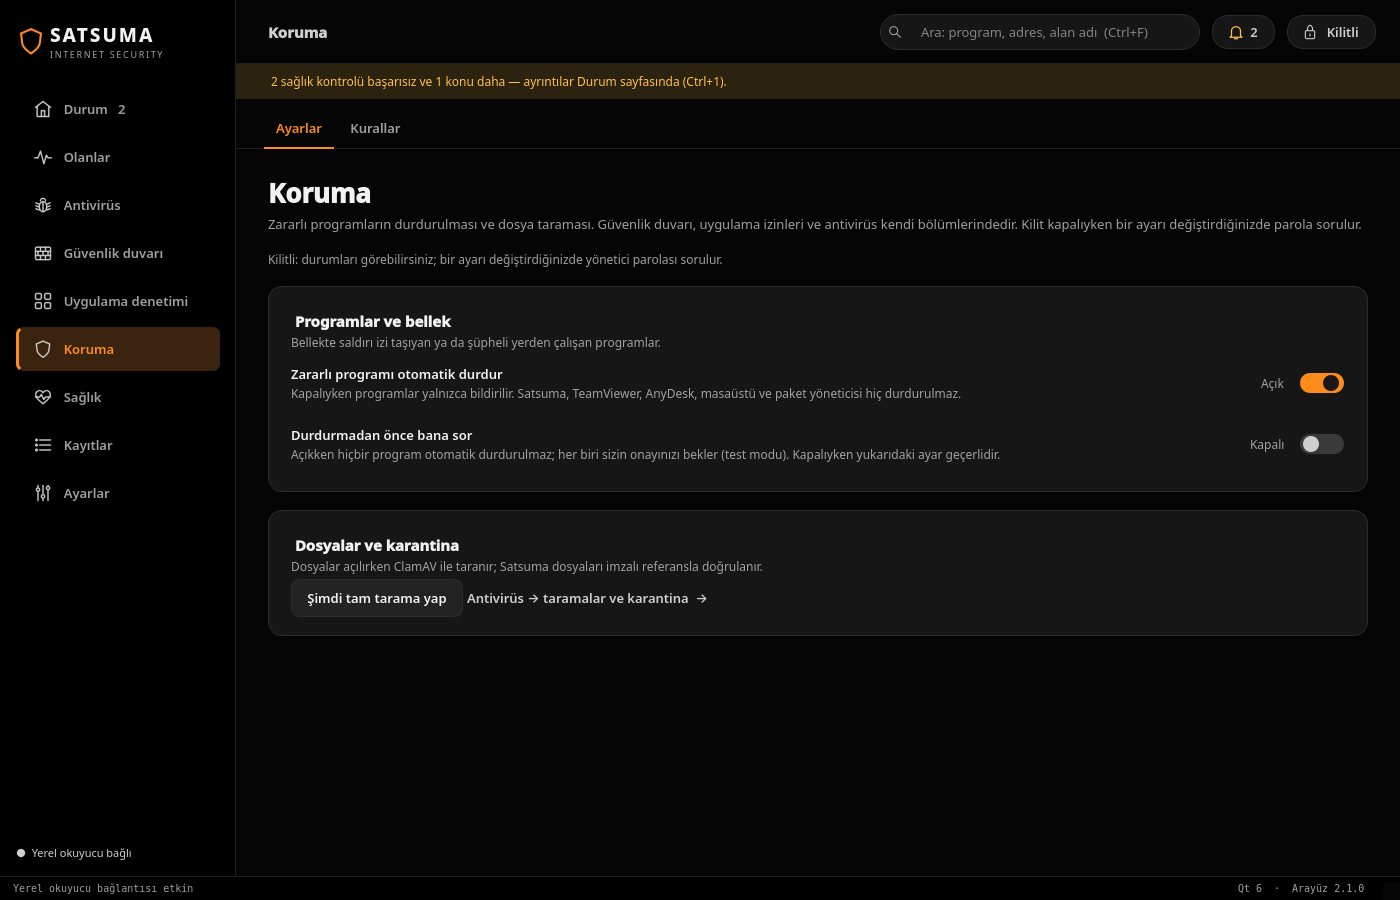 SATSUMA
INTERNET SECURITY
Koruma
Ara: program, adres, alan adı (Ctrl+F)
2
Kilitli
2 sağlık kontrolü başarısız ve 1 konu daha — ayrıntılar Durum sayfasında (Ctrl+1).
Durum 2
Olanlar
Antivirüs
Güvenlik duvarı
Uygulama denetimi
Koruma
Sağlık
Kayıtlar
Ayarlar
Ayarlar
Kurallar
Koruma
Zararlı programların durdurulması ve dosya taraması. Güvenlik duvarı, uygulama izinleri ve antivirüs kendi bölümlerindedir. Kilit kapalıyken bir ayarı değiştirdiğinizde parola sorulur.
Kilitli: durumları görebilirsiniz; bir ayarı değiştirdiğinizde yönetici parolası sorulur.
Programlar ve bellek
Bellekte saldırı izi taşıyan ya da şüpheli yerden çalışan programlar.
Zararlı programı otomatik durdur
Kapalıyken programlar yalnızca bildirilir. Satsuma, TeamViewer, AnyDesk, masaüstü ve paket yöneticisi hiç durdurulmaz.
Açık
Durdurmadan önce bana sor
Açıkken hiçbir program otomatik durdurulmaz; her biri sizin onayınızı bekler (test modu). Kapalıyken yukarıdaki ayar geçerlidir.
Kapalı
Dosyalar ve karantina
Dosyalar açılırken ClamAV ile taranır; Satsuma dosyaları imzalı referansla doğrulanır.
Şimdi tam tarama yap
Antivirüs → taramalar ve karantina →
Yerel okuyucu bağlı
Yerel okuyucu bağlantısı etkin
Qt 6 · Arayüz 2.1.0